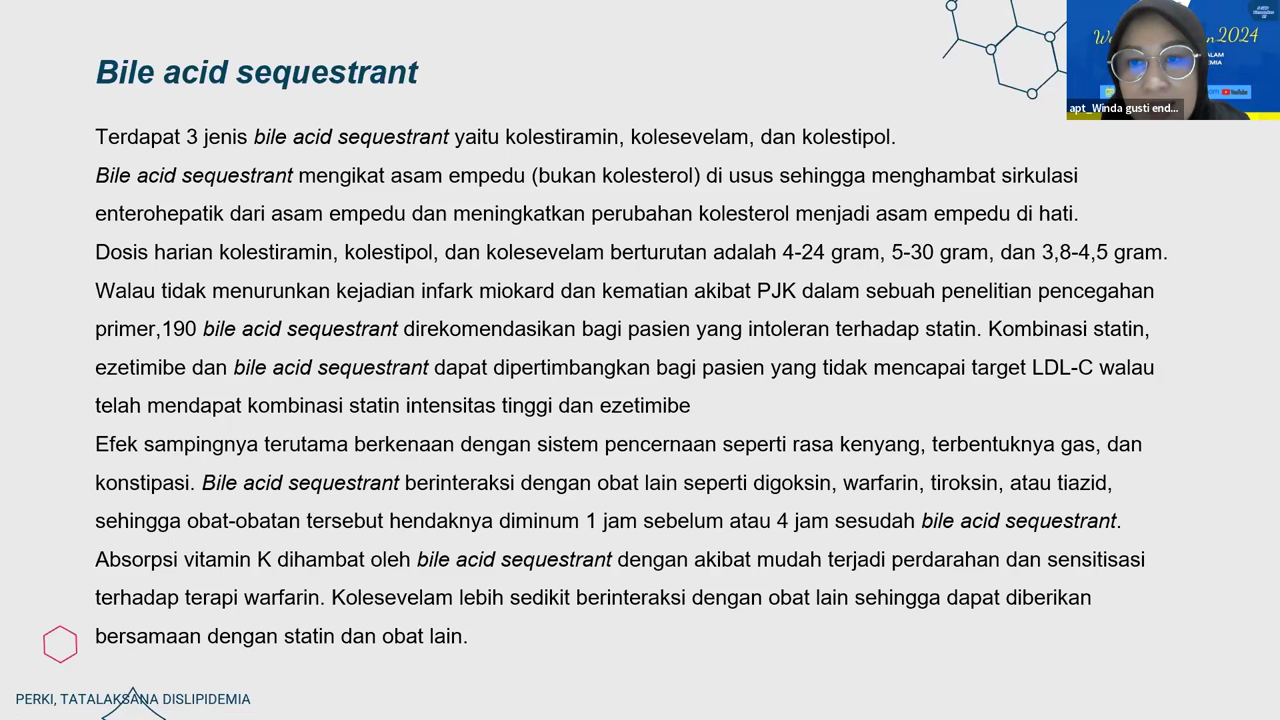 Bile acid sequestrant
Terdapat 3 jenis bile acid sequestrant yaitu kolestiramin, kolesevelam, dan kolestipol.
Bile acid sequestrant mengikat asam empedu (bukan kolesterol) di usus sehingga menghambat sirkulasi
enterohepatik dari asam empedu dan meningkatkan perubahan kolesterol menjadi asam empedu di hati.
Dosis harian kolestiramin, kolestipol, dan kolesevelam berturutan adalah 4-24 gram, 5-30 gram, dan 3,8-4,5 gram.
Walau tidak menurunkan kejadian infark miokard dan kematian akibat PJK dalam sebuah penelitian pencegahan
primer,190 bile acid sequestrant direkomendasikan bagi pasien yang intoleran terhadap statin. Kombinasi statin,
ezetimibe dan bile acid sequestrant dapat dipertimbangkan bagi pasien yang tidak mencapai target LDL-C walau
telah mendapat kombinasi statin intensitas tinggi dan ezetimibe
Efek sampingnya terutama berkenaan dengan sistem pencernaan seperti rasa kenyang, terbentuknya gas, dan
konstipasi. Bile acid sequestrant berinteraksi dengan obat lain seperti digoksin, warfarin, tiroksin, atau tiazid,
sehingga obat-obatan tersebut hendaknya diminum 1 jam sebelum atau 4 jam sesudah bile acid sequestrant.
Absorpsi vitamin K dihambat oleh bile acid sequestrant dengan akibat mudah terjadi perdarahan dan sensitisasi
terhadap terapi warfarin. Kolesevelam lebih sedikit berinteraksi dengan obat lain sehingga dapat diberikan
bersamaan dengan statin dan obat lain.
PERKI, TATALAKSANA DISLIPIDEMIA
2024
YouTube
apt_Winda gusti end...